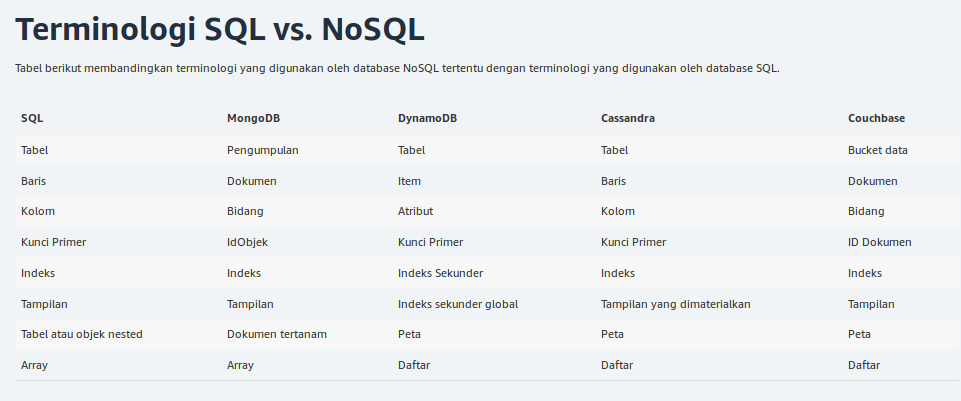 Terminologi SQL vs. NoSQL
Tabel berikut membandingkan terminologi yang digunakan oleh database NoSQL tertentu dengan terminologi yang digunakan oleh database SQL.
SQL MongoDB DynamoDB Cassandra Couchbase
Tabel Pengumpulan Tabel Tabel Bucket data
Baris Dokumen Item Baris Dokumen
Kolom Bidang Atribut Kolom Bidang
Kunci Primer IdObjek Kunci Primer Kunci Primer ID Dokumen
Indeks Indeks Indeks Sekunder Indeks Indeks
Tampilan Tampilan Indeks sekunder global Tampilan yang dimaterialkan Tampilan
Tabel atau objek nested Dokumen tertanam Peta Peta Peta
Array Array Daftar Daftar Daftar